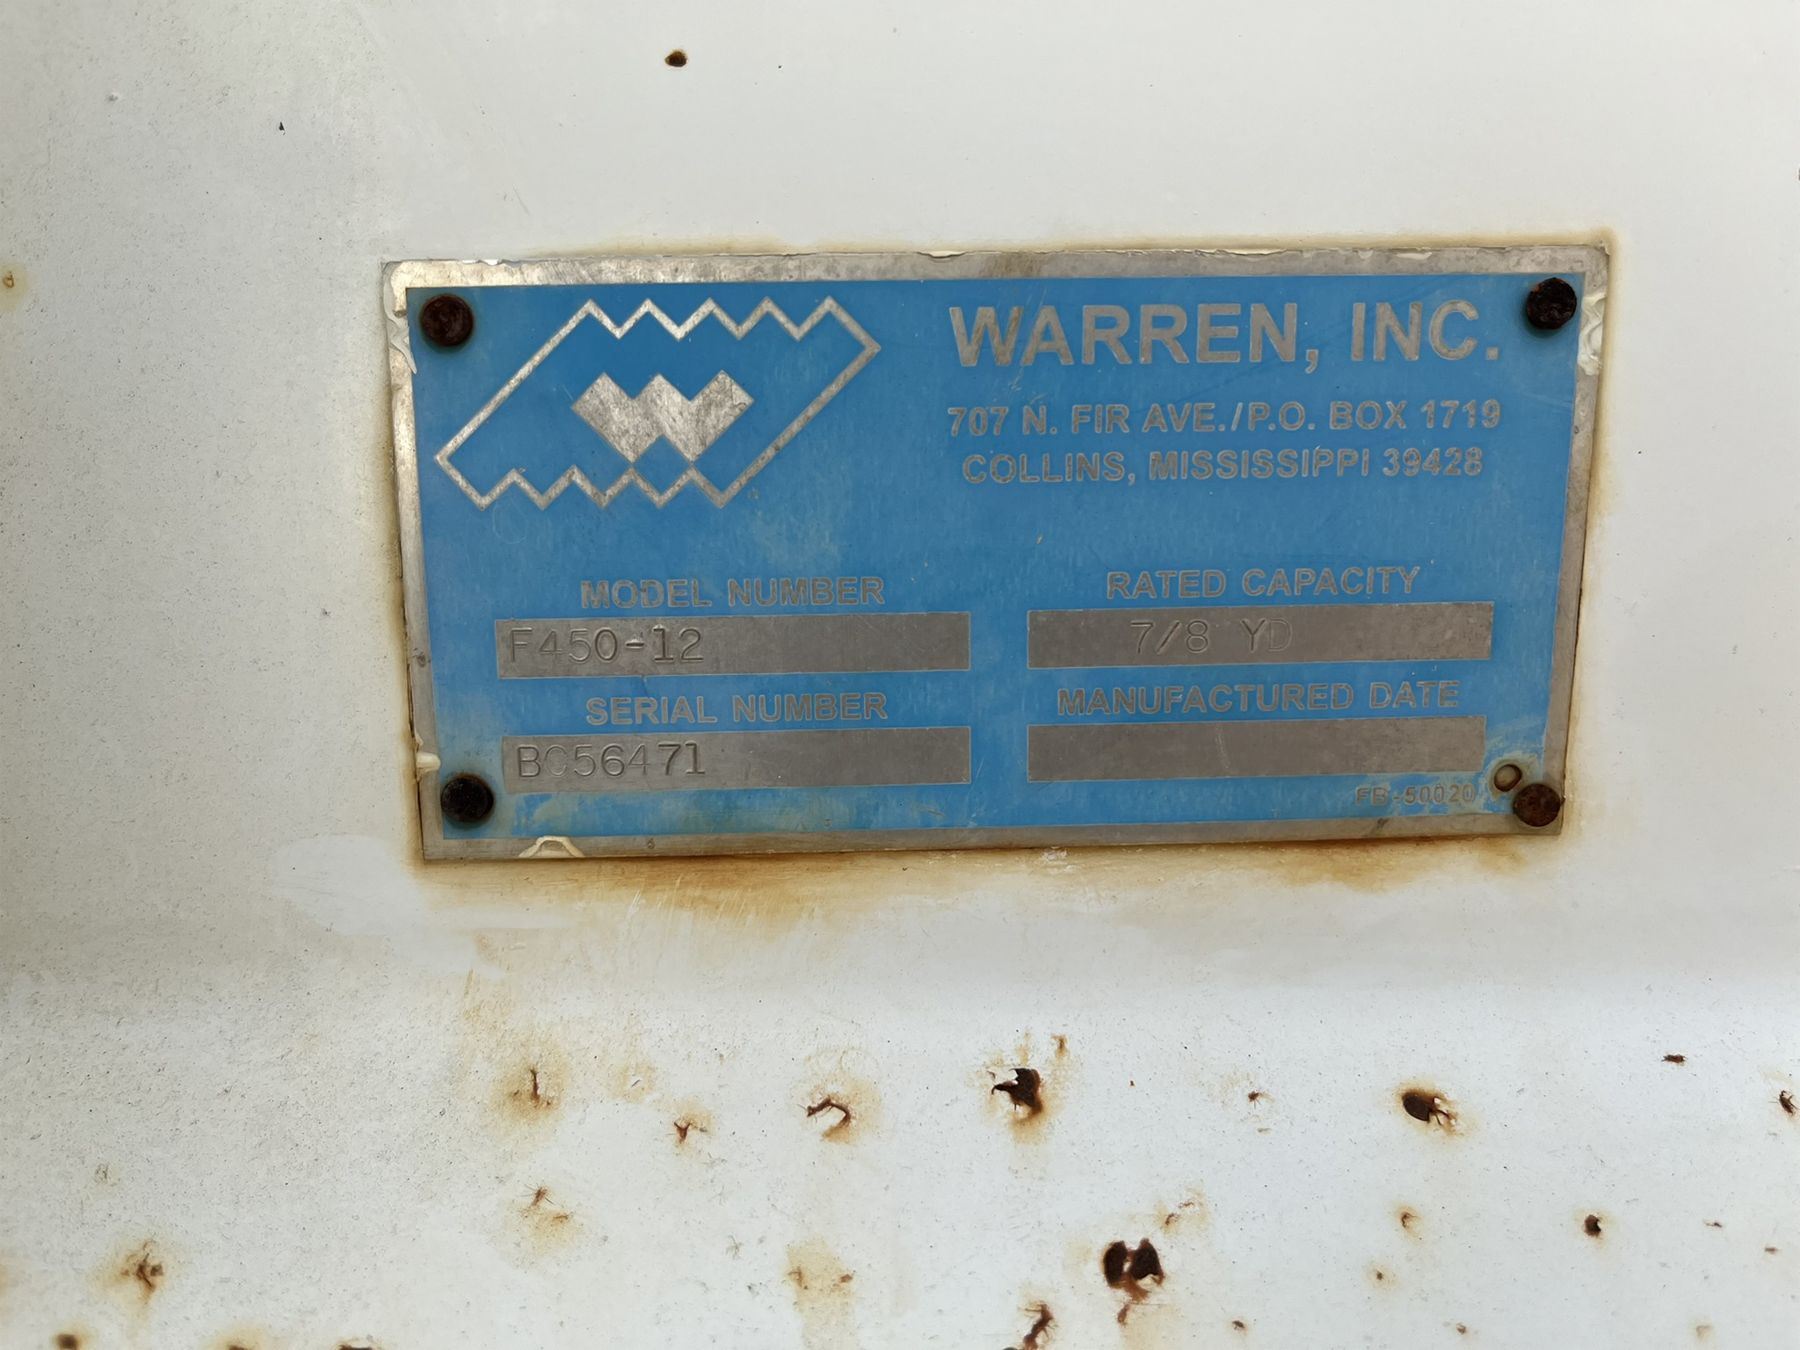 WARREN, INC.
707 N. FIR AVE./P.O. BOX 1719
COLLINS, MISSISSIPPI 39428
MODEL NUMBER
F450-12
RATED CAPACITY
7/8 YD
SERIAL NUMBER
BC56471
MANUFACTURED DATE
FB-50020